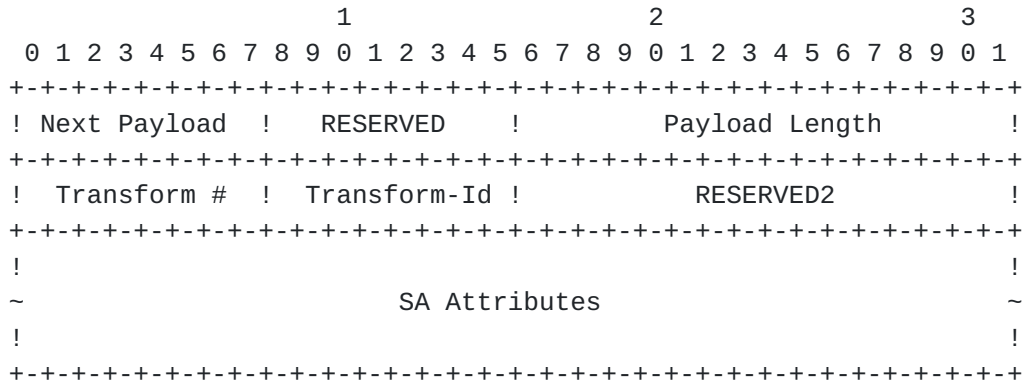 1                   2                   3
 0 1 2 3 4 5 6 7 8 9 0 1 2 3 4 5 6 7 8 9 0 1 2 3 4 5 6 7 8 9 0 1
+-+-+-+-+-+-+-+-+-+-+-+-+-+-+-+-+-+-+-+-+-+-+-+-+-+-+-+-+-+-+-+-+
! Next Payload  !   RESERVED    !         Payload Length        !
+-+-+-+-+-+-+-+-+-+-+-+-+-+-+-+-+-+-+-+-+-+-+-+-+-+-+-+-+-+-+-+-+
!  Transform #  !  Transform-Id !           RESERVED2           !
+-+-+-+-+-+-+-+-+-+-+-+-+-+-+-+-+-+-+-+-+-+-+-+-+-+-+-+-+-+-+-+-+
!                                                               !
~                        SA Attributes                          ~
!                                                               !
+-+-+-+-+-+-+-+-+-+-+-+-+-+-+-+-+-+-+-+-+-+-+-+-+-+-+-+-+-+-+-+-+